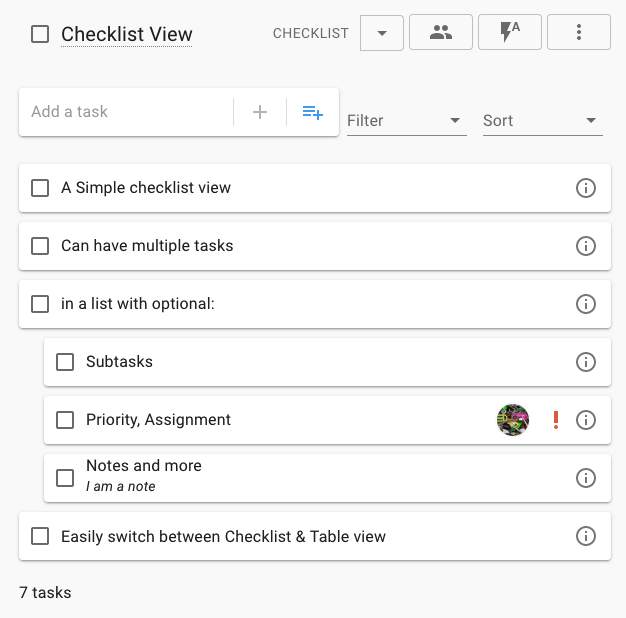 Checklist View
CHECKLIST
A
Add a task
Filter
Sort
A Simple checklist view
Can have multiple tasks
in a list with optional:
Subtasks
Priority, Assignment
Notes and more
I am a note
Easily switch between Checklist & Table view
7 tasks